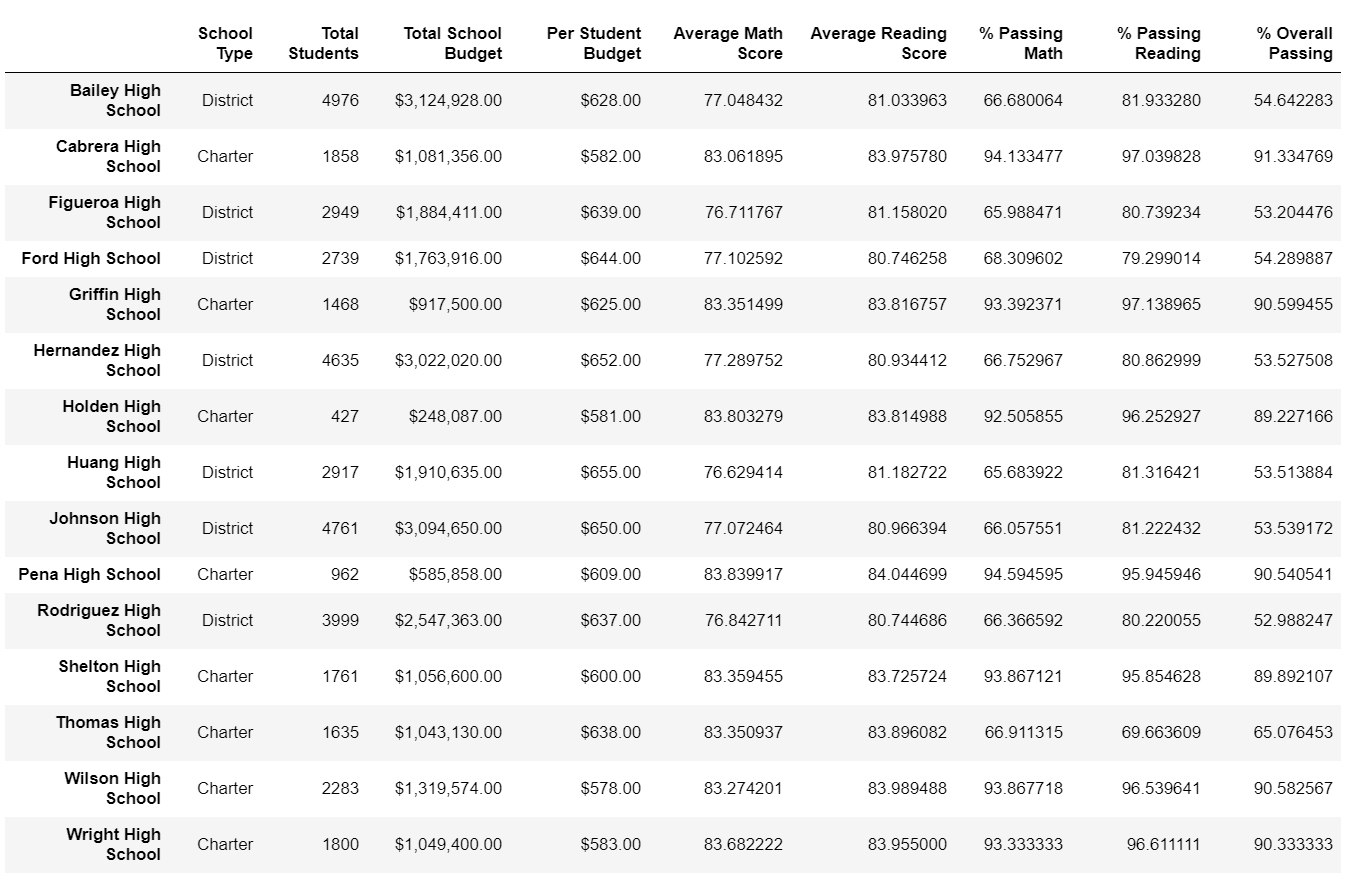 School Type Total Students Total School Budget Per Student Budget Average Math Score Average Reading Score % Passing Math % Passing Reading % Overall Passing
Bailey High School District 4976 $3,124,928.00 $628.00 77.048432 81.033963 66.680064 81.933280 54.642283
Cabrera High School Charter 1858 $1,081,356.00 $582.00 83.061895 83.975780 94.133477 97.039828 91.334769
Figueroa High School District 2949 $1,884,411.00 $639.00 76.711767 81.158020 65.988471 80.739234 53.204476
Ford High School District 2739 $1,763,916.00 $644.00 77.102592 80.746258 68.309602 79.299014 54.289887
Griffin High School Charter 1468 $917,500.00 $625.00 83.351499 83.816757 93.392371 97.138965 90.599455
Hernandez High School District 4635 $3,022,020.00 $652.00 77.289752 80.934412 66.752967 80.862999 53.527508
Holden High School Charter 427 $248,087.00 $581.00 83.803279 83.814988 92.505855 96.252927 89.227166
Huang High School District 2917 $1,910,635.00 $655.00 76.629414 81.182722 65.683922 81.316421 53.513884
Johnson High School District 4761 $3,094,650.00 $650.00 77.072464 80.966394 66.057551 81.222432 53.539172
Pena High School Charter 962 $585,858.00 $609.00 83.839917 84.044699 94.594595 95.945946 90.540541
Rodriguez High School District 3999 $2,547,363.00 $637.00 76.842711 80.744686 66.366592 80.220055 52.988247
Shelton High School Charter 1761 $1,056,600.00 $600.00 83.359455 83.725724 93.867121 95.854628 89.892107
Thomas High School Charter 1635 $1,043,130.00 $638.00 83.350937 83.896082 66.911315 69.663609 65.076453
Wilson High School Charter 2283 $1,319,574.00 $578.00 83.274201 83.989488 93.867718 96.539641 90.582567
Wright High School Charter 1800 $1,049,400.00 $583.00 83.682222 83.955000 93.333333 96.611111 90.333333